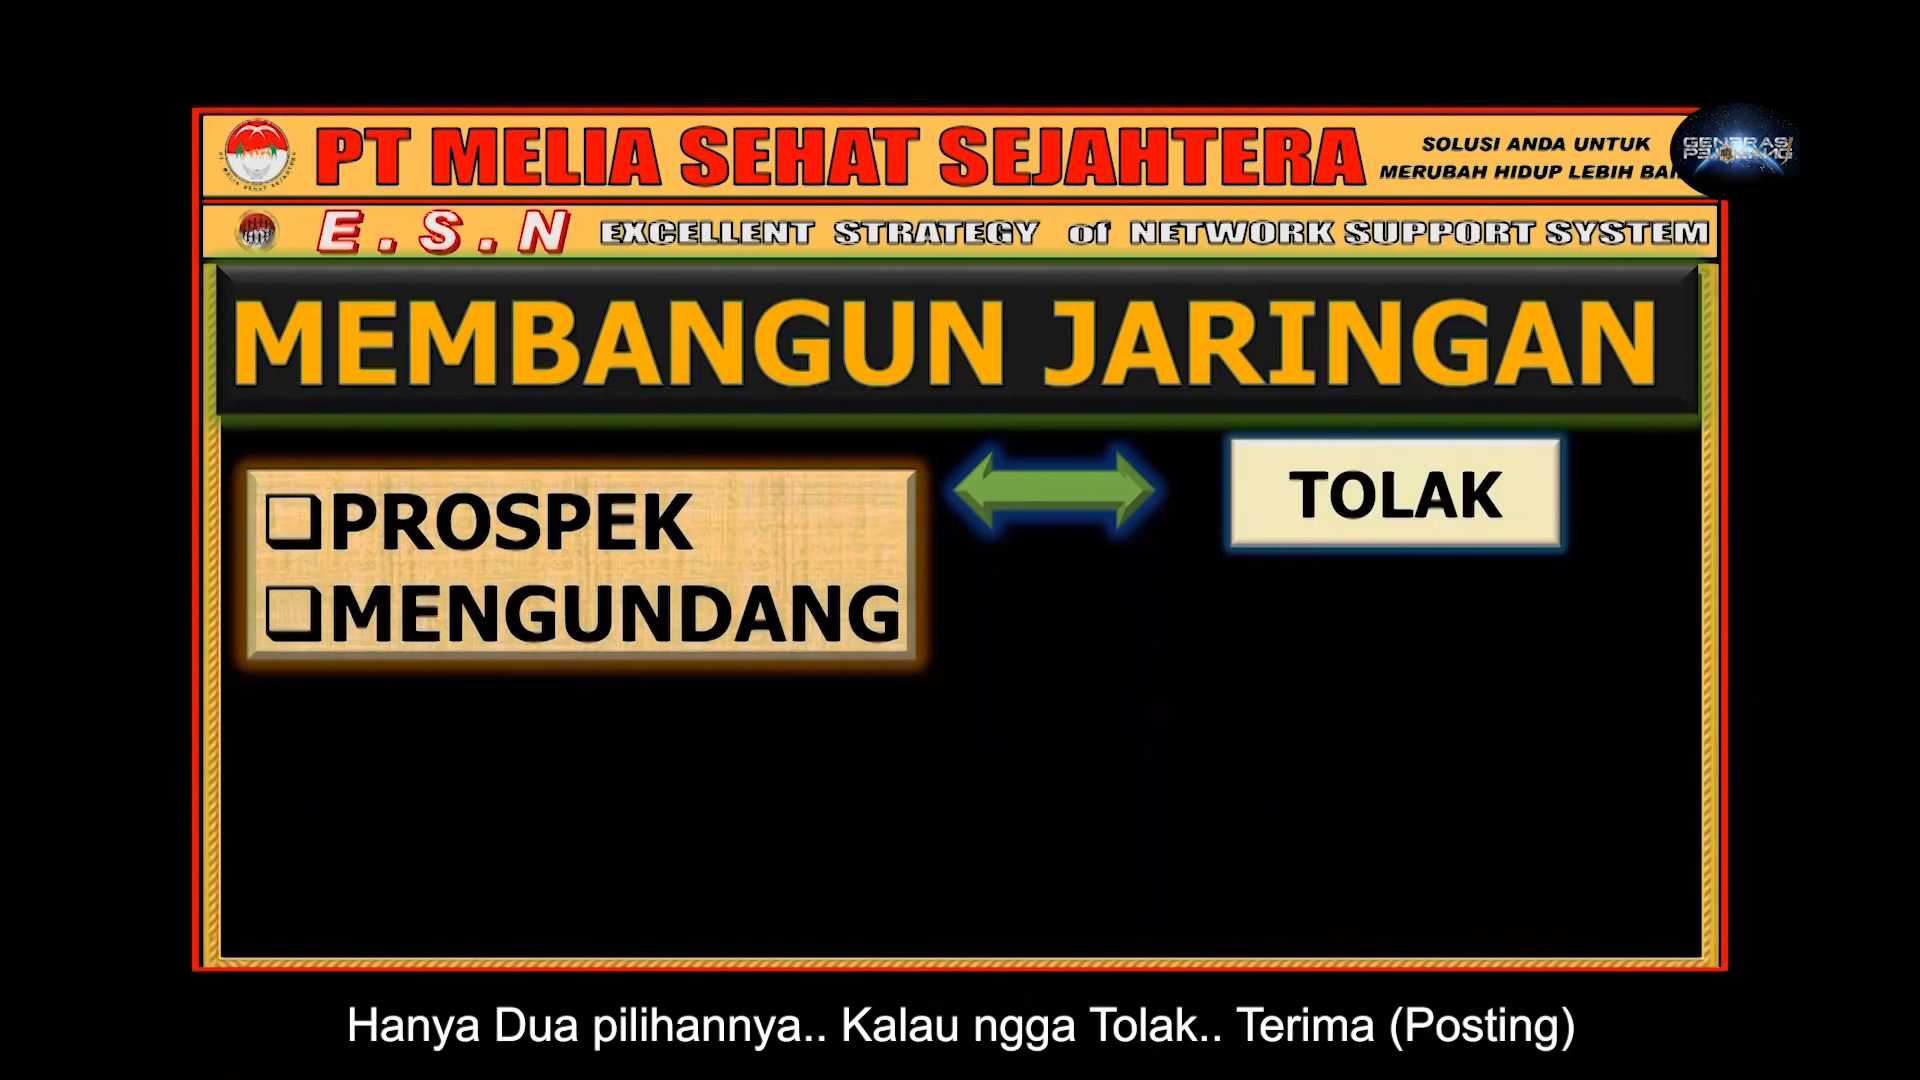 PT MELIA SEHAT SEJAHTERA
SOLUSI ANDA UNTUK
MERUBAH HIDUP LEBIH
E.S.N EXCELLENT STRATEGY of NETWORK SUPPORT SYSTEM
MEMBANGUN JARINGAN
❑PROSPEK
❑MENGUNDANG
TOLAK
Hanya Dua pilihannya.. Kalau ngga Tolak.. Terima (Posting)